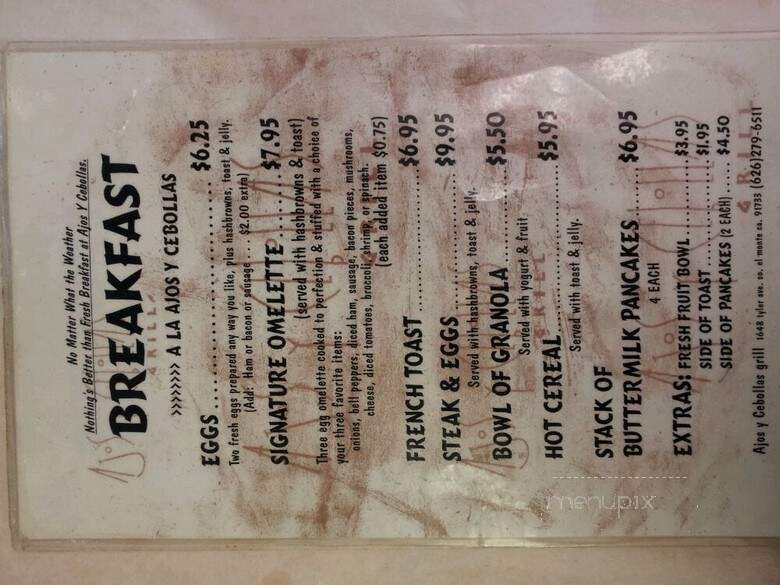 No Matter What the Weather
Nothing's Better than Fresh Breakfast at Ajos Y Cebollas.
BREAKFAST
>>>>>>>> A LA AJOS Y CEBOLLAS
EGGS ........................ $6.25
Two fresh eggs prepared any way you like, plus hashbrowns, toast & jelly.
(Add: Ham or bacon or sausage ... $2.00 extra)
SIGNATURE OMELETTE ........ $7.95
(served with hashbrowns & toast)
Three egg omelette cooked to perfection & stuffed with a choice of
your three favorite items:
onions, bell peppers, diced ham, sausage, bacon pieces, mushrooms,
cheese, diced tomatoes, broccoli, shrimp, or spinach.
(each added item $0.75)
FRENCH TOAST .................. $6.95
STEAK & EGGS .................. $9.95
Served with hashbrowns, toast & jelly.
BOWL OF GRANOLA ............ $5.50
Served with yogurt & fruit
HOT CEREAL .................... $5.95
Served with toast & jelly.
STACK OF
BUTTERMILK PANCAKES ....... $6.95
4 EACH
EXTRAS: FRESH FRUIT BOWL ............ $3.95
SIDE OF TOAST ................ $1.95
SIDE OF PANCAKES (2 EACH) .... $4.50
Ajos y Cebollas grill 1648 tyler ave. so. el monte ca. 91733 (626)279-6511
menupix